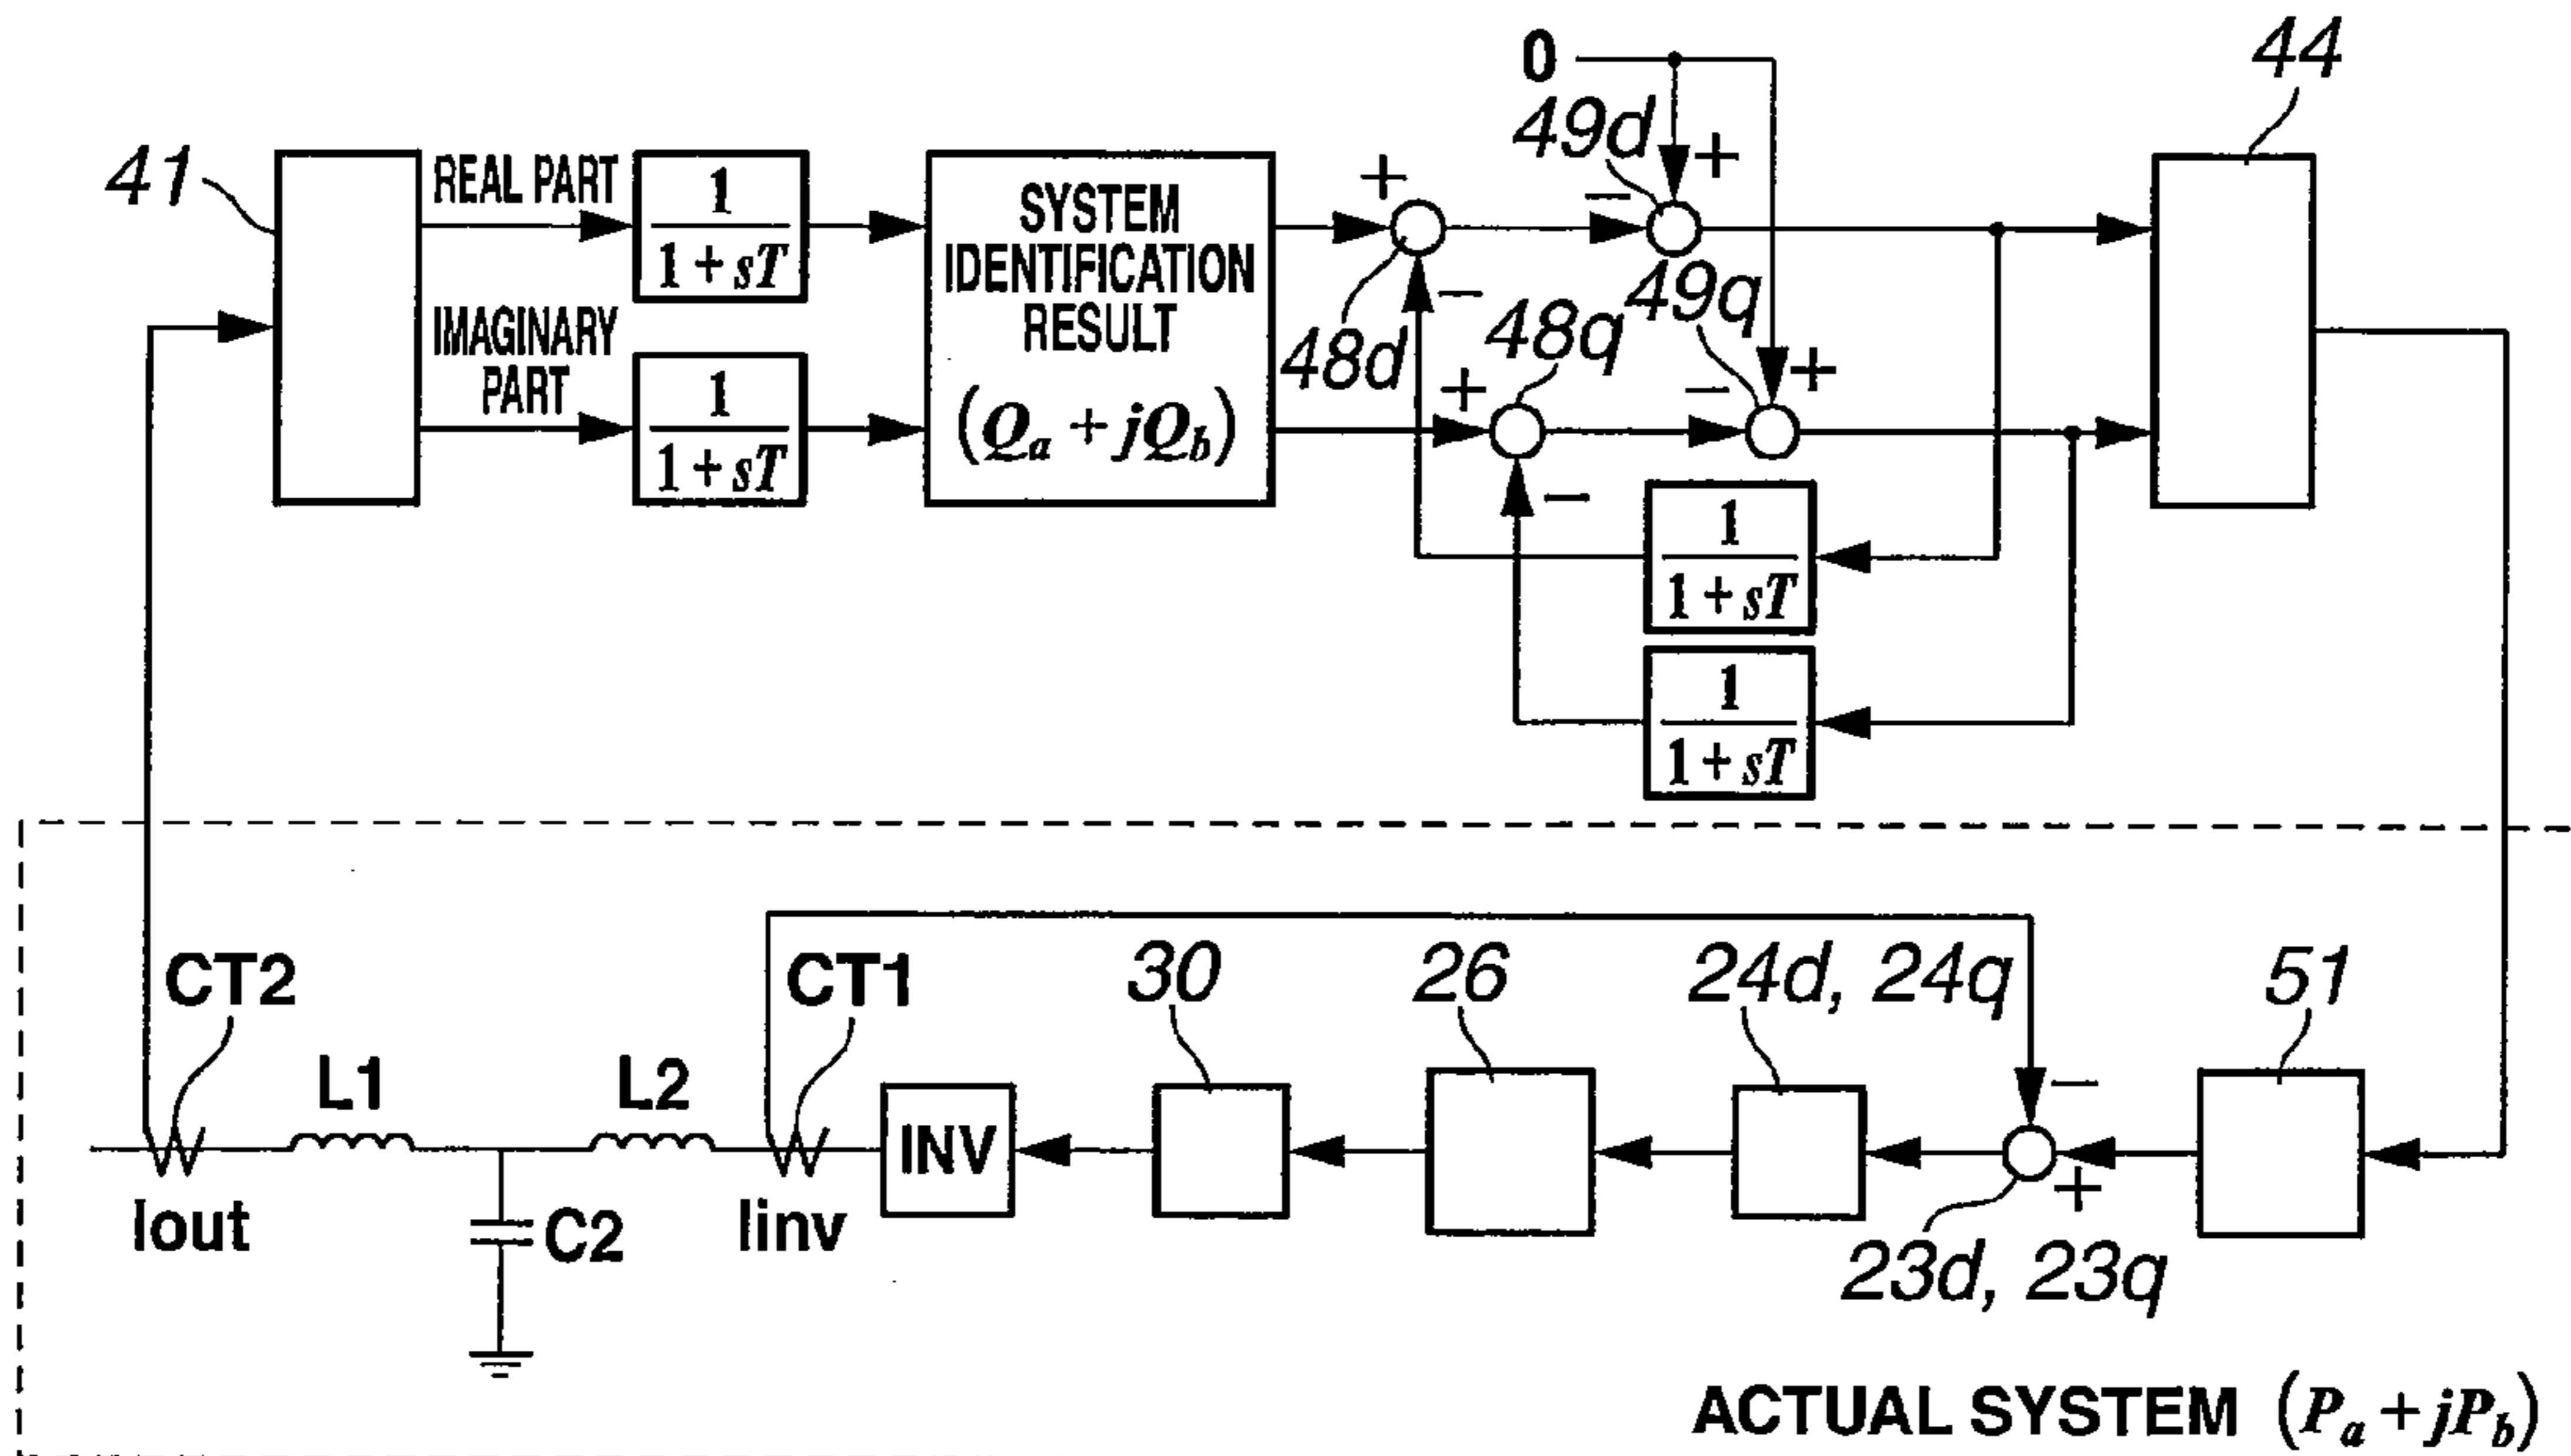 0
44
49d
+
+
41
REAL PART
1
1 + sT
SYSTEM
IDENTIFICATION
RESULT
(Qa + jQb)
+
−
−
48d
48q
49q
IMAGINARY
PART
1
1 + sT
+
−
+
−
1
1 + sT
1
1 + sT
CT2
CT1
30
26
24d, 24q
51
L1
L2
INV
−
+
Iout
C2
Iinv
23d, 23q
ACTUAL SYSTEM (Pa + jPb)